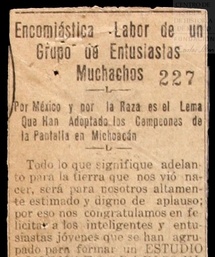 Encomiástica Labor de un
Grupo de Entusiastas
Muchachos
227
Por México y por la Raza es el Lema
Que Han Adoptado los Campeones de
la Pantalla en Michoacán
Todo lo que signifique adelan-
to para la tierra que nos vió na-
cer, será para nosotros altamen-
te estimado y digno de aplauso;
por eso nos congratulamos en fe-
licitar a los inteligentes y entu-
siastas jóvenes que se han agru-
pado para formar un ESTUDIO